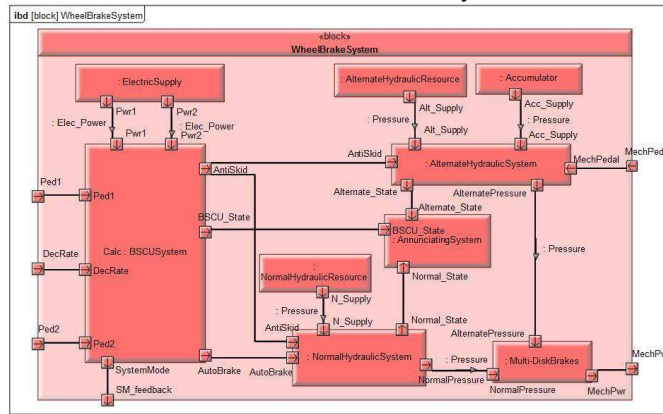 ibd [block] WheelBrakeSystem
«block»
WheelBrakeSystem
: ElectricSupply
: AlternateHydraulicResource
: Accumulator
Pwr1
Pwr2
Alt_Supply
Acc_Supply
: Elec_Power
: Elec_Power
: Pressure
: Pressure
Pwr1
Pwr2
Alt_Supply
Acc_Supply
AntiSkid
AntiSkid
: AlternateHydraulicSystem
MechPedal
Ped1
Ped1
Alternate_State
AlternatePressure
BSCU_State
Alternate_State
BSCU_State
: AnnunciatingSystem
Calc : BSCUSystem
: Pressure
DecRate
DecRate
:
NormalHydraulicResource
Normal_State
N_Supply
: Pressure
N_Supply
Normal_State
Ped2
Ped2
AntiSkid
AlternatePressure
SystemMode
AutoBrake
AutoBrake
: NormalHydraulicSystem
: Pressure
: Multi-DiskBrakes
NormalPressure
NormalPressure
MechPwr
SM_feedback